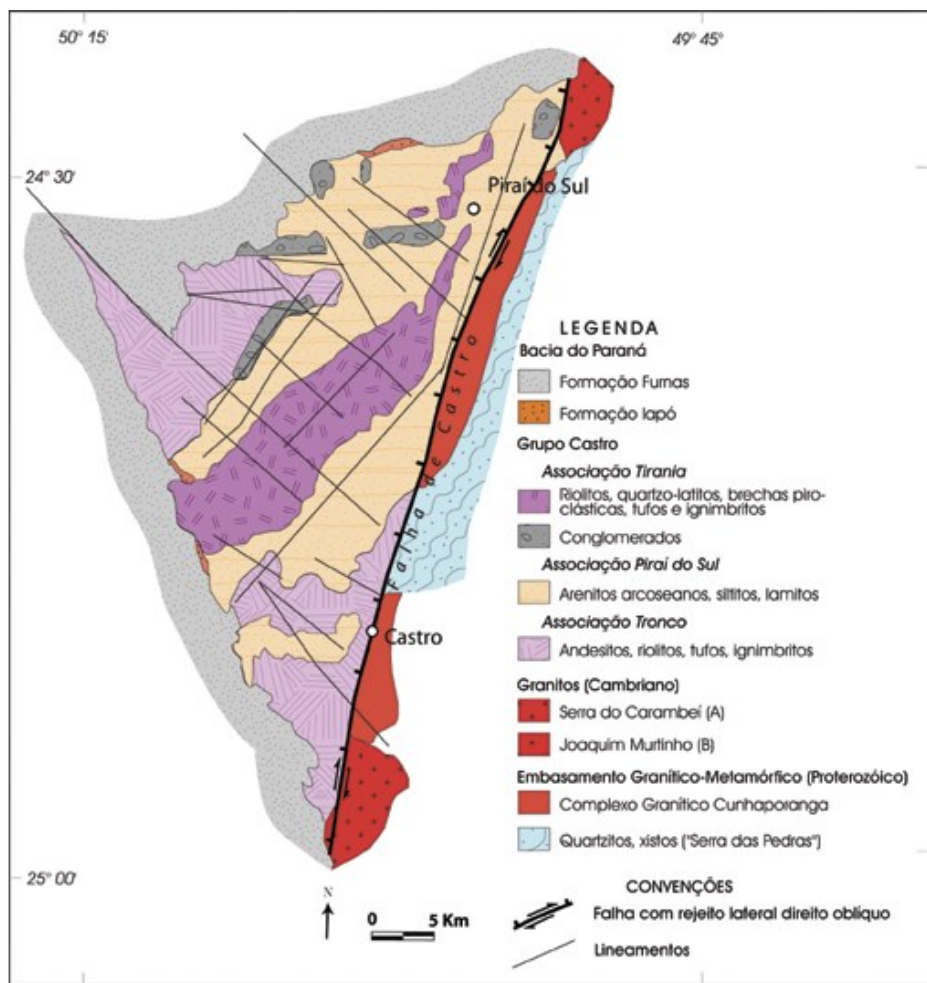 50° 15'
49° 45'
24° 30'
Piraí do Sul
Falha de Castro
Castro
25° 00'
N
0 5 Km
LEGENDA
Bacia do Paraná
Formação Furnas
Formação Iapó
Grupo Castro
Associação Tirania
Riolitos, quartzo-latitos, brechas piro-
clásticas, tufos e ignimbritos
Conglomerados
Associação Piraí do Sul
Arenitos arcoseanos, siltitos, lamitos
Associação Tronco
Andesitos, riolitos, tufos, ignimbritos
Granitos (Cambriano)
Serra do Carambeí (A)
Joaquim Murtinho (B)
Embasamento Granítico-Metamórfico (Proterozóico)
Complexo Granítico Cunhaporanga
Quartzitos, xistos ("Serra das Pedras")
CONVENÇÕES
Falha com rejeito lateral direito oblíquo
Lineamentos